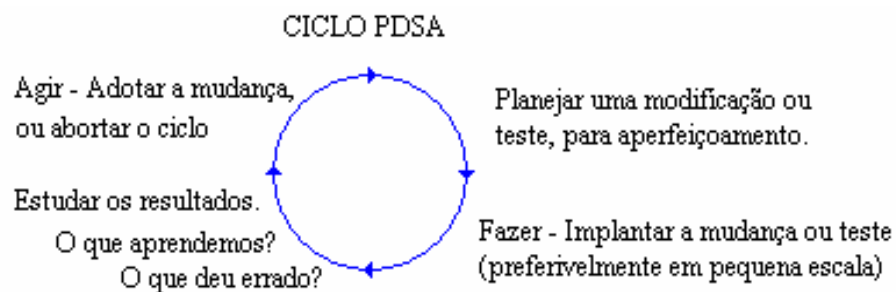 CICLO PDSA
Agir - Adotar a mudança,
ou abortar o ciclo
Planejar uma modificação ou
teste, para aperfeiçoamento.
Estudar os resultados.
O que aprendemos?
O que deu errado?
Fazer - Implantar a mudança ou teste
(preferivelmente em pequena escala)